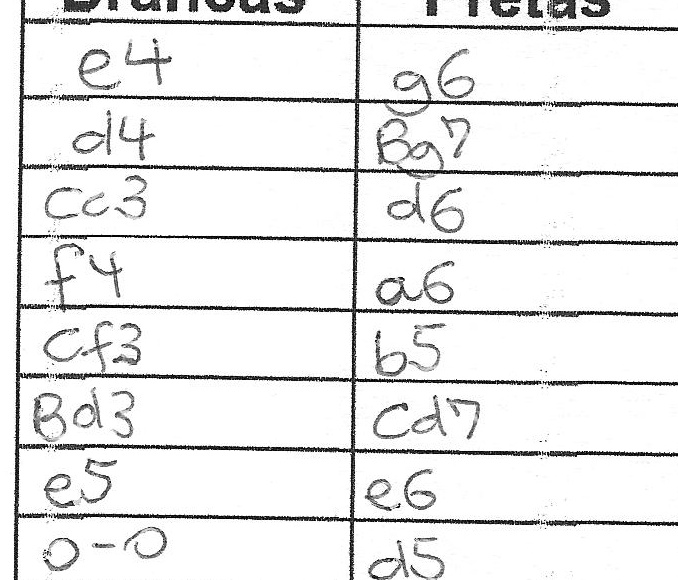 Brancas Pretas
e4 g6
d4 Bg7
Cc3 d6
f4 a6
Cf3 b5
Bd3 Cd7
e5 e6
0-0 d5